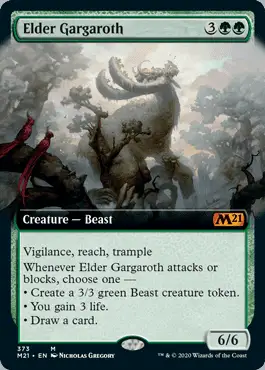 Elder Gargaroth 3
Creature — Beast M21
Vigilance, reach, trample
Whenever Elder Gargaroth attacks or
blocks, choose one —
• Create a 3/3 green Beast creature token.
• You gain 3 life.
• Draw a card.
6/6
373 M
M21 • EN NICHOLAS GREGORY ™ & © 2020 Wizards of the Coast